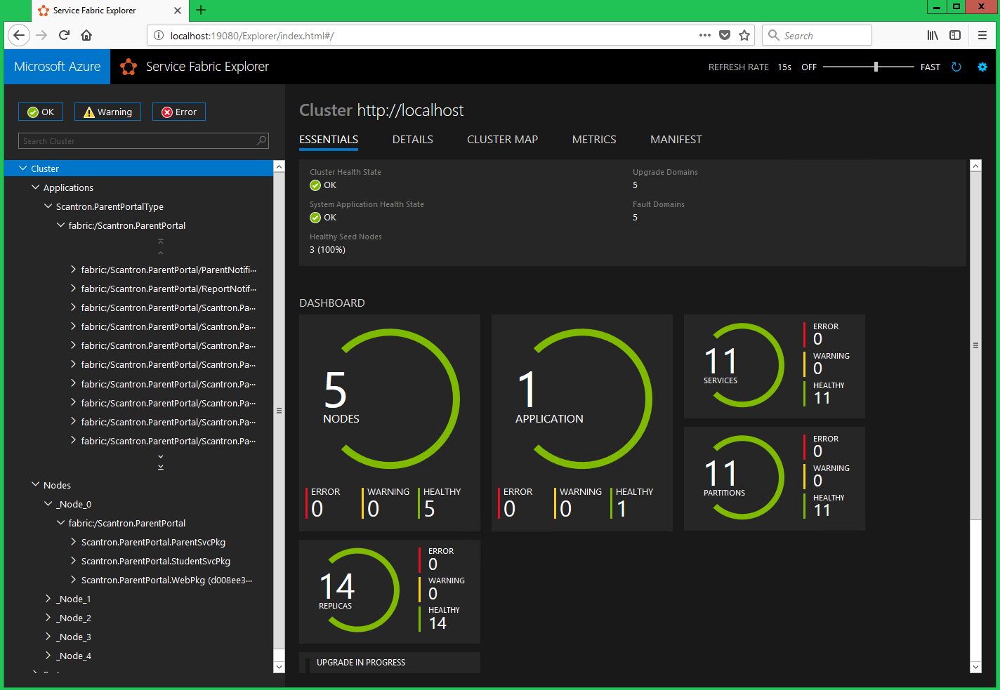 Service Fabric Explorer
localhost:19080/Explorer/index.html#/
Search
Microsoft Azure
Service Fabric Explorer
REFRESH RATE 15s OFF FAST
OK
Warning
Error
Search Cluster
Cluster
Applications
Scantron.ParentPortalType
fabric:/Scantron.ParentPortal
fabric:/Scantron.ParentPortal/ParentNotifi...
fabric:/Scantron.ParentPortal/ReportNotif...
fabric:/Scantron.ParentPortal/Scantron.Pa...
fabric:/Scantron.ParentPortal/Scantron.Pa...
fabric:/Scantron.ParentPortal/Scantron.Pa...
fabric:/Scantron.ParentPortal/Scantron.Pa...
fabric:/Scantron.ParentPortal/Scantron.Pa...
fabric:/Scantron.ParentPortal/Scantron.Pa...
fabric:/Scantron.ParentPortal/Scantron.Pa...
fabric:/Scantron.ParentPortal/Scantron.Pa...
Nodes
_Node_0
fabric:/Scantron.ParentPortal
Scantron.ParentPortal.ParentSvcPkg
Scantron.ParentPortal.StudentSvcPkg
Scantron.ParentPortal.WebPkg (d008ee3...
_Node_1
_Node_2
_Node_3
_Node_4
Cluster http://localhost
ESSENTIALS DETAILS CLUSTER MAP METRICS MANIFEST
Cluster Health State
OK
System Application Health State
OK
Healthy Seed Nodes
3 (100%)
Upgrade Domains
5
Fault Domains
5
DASHBOARD
5
NODES
ERROR
0
WARNING
0
HEALTHY
5
1
APPLICATION
ERROR
0
WARNING
0
HEALTHY
1
11
SERVICES
ERROR
0
WARNING
0
HEALTHY
11
11
PARTITIONS
ERROR
0
WARNING
0
HEALTHY
11
14
REPLICAS
ERROR
0
WARNING
0
HEALTHY
14
UPGRADE IN PROGRESS